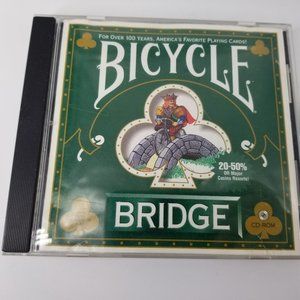 FOR OVER 100 YEARS, AMERICA'S FAVORITE PLAYING CARDS!
BICYCLE
20-50%
Off Major
Casino Resorts!
BRIDGE
CD-ROM